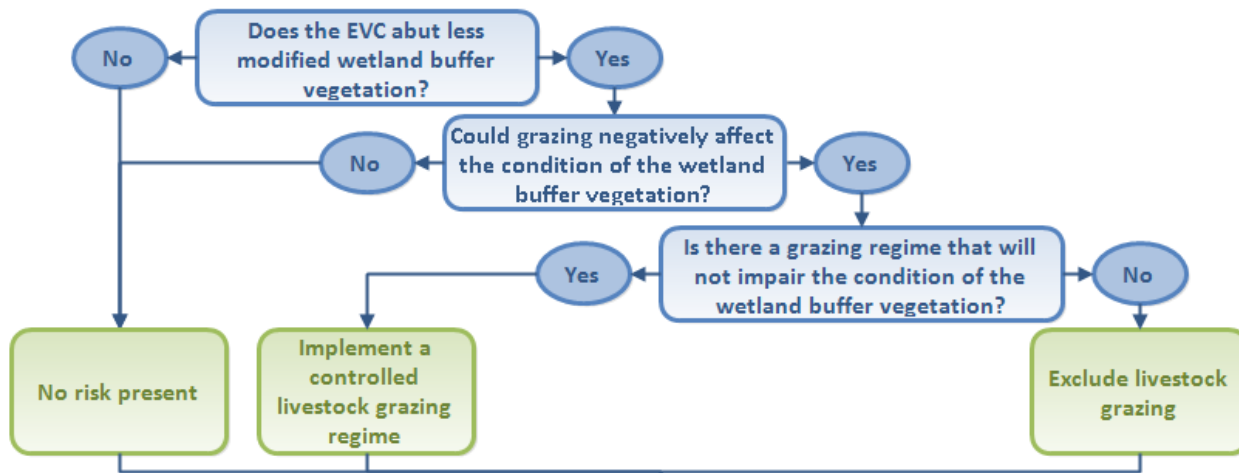 Does the EVC abut less
modified wetland buffer
vegetation?
No
Yes
Could grazing negatively affect
the condition of the wetland
buffer vegetation?
No
Yes
Is there a grazing regime that will
not impair the condition of the
wetland buffer vegetation?
Yes
No
No risk present
Implement a
controlled
livestock grazing
regime
Exclude livestock
grazing